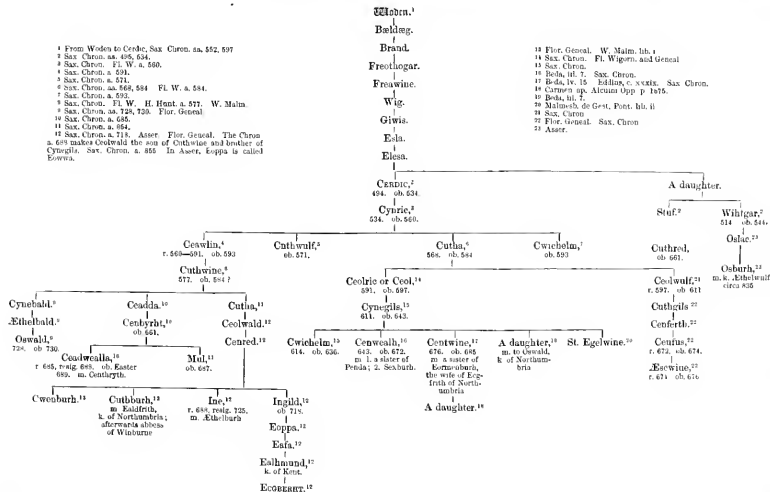 Woden.¹
Bældæg.
Brand.
Freothogar.
Freawine.
Wig.
Giwis.
Esla.
Elesa.
1 From Woden to Cerdic, Sax Chron. aa, 552, 597
2 Sax Chron. aa. 495, 534.
3 Sax. Chron. Fl. W. a. 560.
4 Sax. Chron. a 591.
5 Sax. Chron. a. 571.
6 Sax. Chron. aa. 568, 584 Fl. W. a. 584.
7 Sax. Chron. a. 593.
8 Sax. Chron. Fl. W. H. Hunt. a. 577. W. Malm.
9 Sax. Chron. aa. 728, 730. Flor. Geneal.
10 Sax. Chron. a. 685.
11 Sax. Chron. a. 854.
12 Sax. Chron. a. 718. Asser. Flor. Geneal. The Chron
a. 688 makes Ceolwald the son of Cuthwine and brother of
Cynegils. Sax. Chron. a. 855 In Asser, Eoppa is called
Eowwa.
13 Flor. Geneal. W. Malm. lib. i
14 Sax. Chron. Fl. Wigorn. and Geneal
15 Sax. Chron.
16 Beda, iii. 7. Sax. Chron.
17 Beda, iv. 15 Eddius, c. xxxix. Sax Chron.
18 Carmen ap. Alcuini Opp p 1675.
19 Beda, iii. 7.
20 Malmesb. de Gest. Pont. lib. ii
21 Sax. Chron
22 Flor. Geneal. Sax. Chron
23 Asser.
CERDIC,²
494. ob. 534.
A daughter.
Cynric,³
534. ob. 560.
Stuf.²
Wihtgar,²
514 ob. 544.
Ceawlin,⁴
r. 560—591. ob. 593
Cuthwulf,⁵
ob. 571.
Cutha,⁶
568. ob. 584
Cwichelm,⁷
ob. 593
Cuthred,
ob. 661.
Oslac.²³
Osburh,²³
m. k. Æthelwulf
circa 835
Cuthwine,⁸
577. ob. 584?
Ceolric or Ceol,¹⁴
591. ob. 597.
Ceolwulf,²¹
r. 597. ob 611
Cynebald.⁹
Ceadda.¹⁰
Cutha,¹¹
Cynegils,¹⁵
611. ob. 643.
Cuthgils²²
Æthelbald.⁹
Cenbyrht,¹⁰
ob 661.
Ceolwald.¹²
Cenferth.²²
Oswald,⁹
728. ob 730.
Cenred.¹²
Cwichelm,¹⁵
614. ob. 636.
Cenwealh,¹⁶
643. ob. 672.
m 1. a sister of
Penda; 2. Sexburh.
Centwine,¹⁷
676. ob. 685
m a sister of
Eormenburh,
the wife of Ecg-
frith of North-
umbria
A daughter,¹⁹
m. to Oswald,
k of Northum-
bria
St. Egelwine.²⁰
Ceufus,²²
r. 672, ob. 674.
Ceadwealla,¹⁰
r 685, resig. 688. ob. Easter
689. m. Centhryth.
Mul,¹¹
ob. 687.
Æscwine,²³
r. 674 ob. 676
A daughter.¹⁸
Cwenburh.¹³
Cuthburh,¹³
m Ealdfrith,
k. of Northumbria;
afterwards abbess
of Winburne
Ine,¹²
r. 688, resig. 725,
m. Æthelburh
Ingild,¹²
ob 718.
Eoppa.¹²
Eafa.¹²
Ealhmund,¹²
k. of Kent.
ECGBERHT.¹²